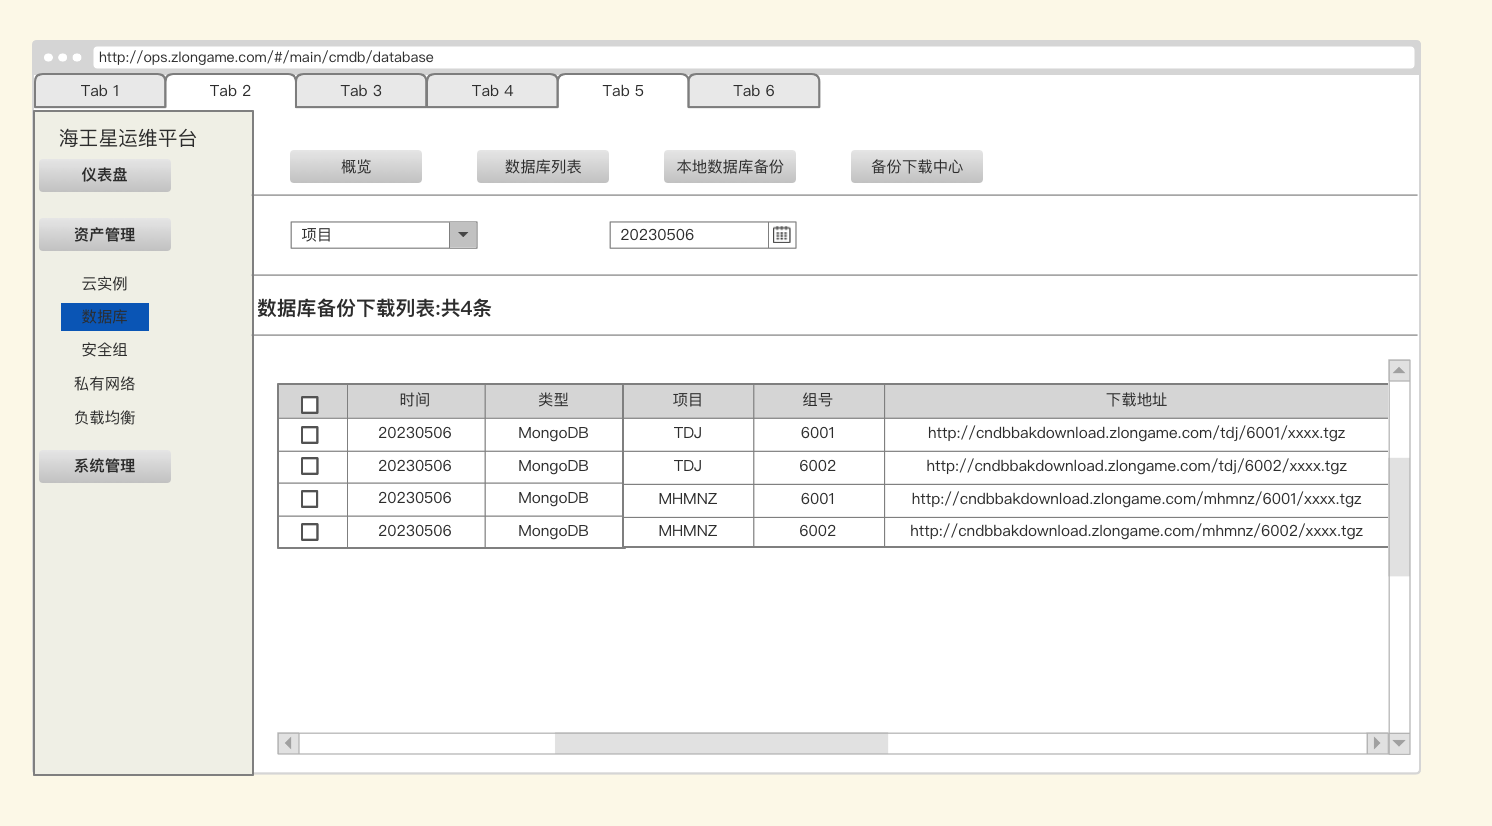 http://ops.zlongame.com/#/main/cmdb/database
Tab 1 Tab 2 Tab 3 Tab 4 Tab 5 Tab 6
海王星运维平台
仪表盘
资产管理
云实例
数据库
安全组
私有网络
负载均衡
系统管理
概览 数据库列表 本地数据库备份 备份下载中心
项目 20230506
数据库备份下载列表:共4条
时间 类型 项目 组号 下载地址
20230506 MongoDB TDJ 6001 http://cndbbakdownload.zlongame.com/tdj/6001/xxxx.tgz
20230506 MongoDB TDJ 6002 http://cndbbakdownload.zlongame.com/tdj/6002/xxxx.tgz
20230506 MongoDB MHMNZ 6001 http://cndbbakdownload.zlongame.com/mhmnz/6001/xxxx.tgz
20230506 MongoDB MHMNZ 6002 http://cndbbakdownload.zlongame.com/mhmnz/6002/xxxx.tgz